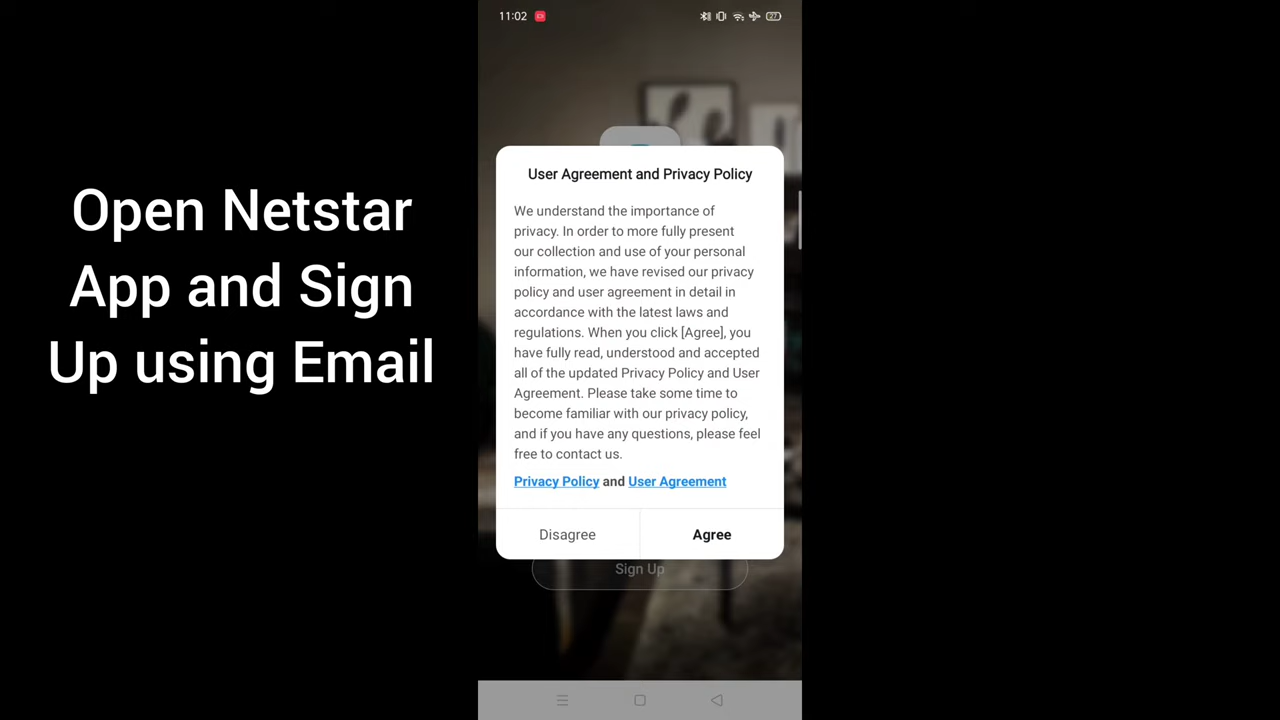 Open Netstar
App and Sign
Up using Email
11:02
27
User Agreement and Privacy Policy
We understand the importance of
privacy. In order to more fully present
our collection and use of your personal
information, we have revised our privacy
policy and user agreement in detail in
accordance with the latest laws and
regulations. When you click [Agree], you
have fully read, understood and accepted
all of the updated Privacy Policy and User
Agreement. Please take some time to
become familiar with our privacy policy,
and if you have any questions, please feel
free to contact us.
Privacy Policy and User Agreement
Disagree
Agree
Sign Up